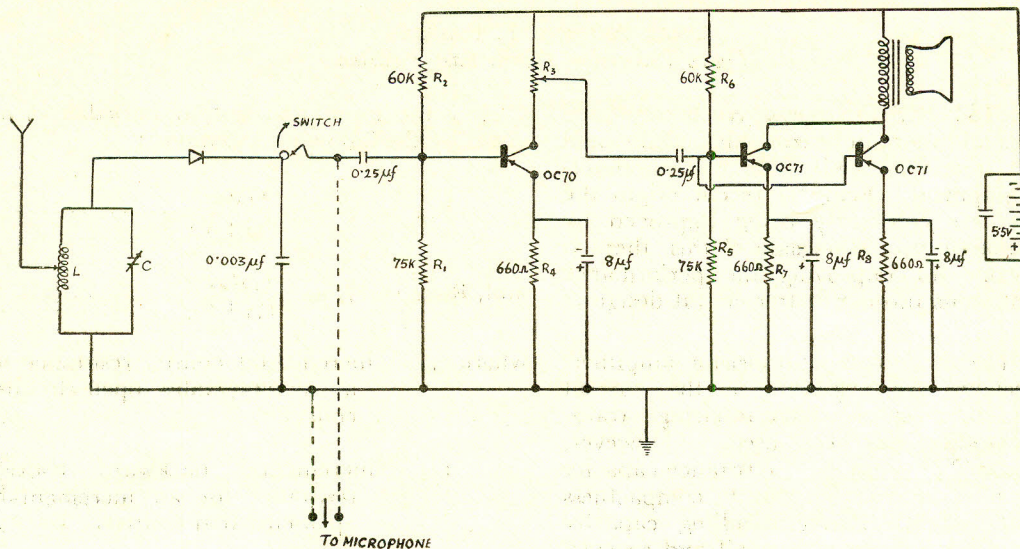 60K R2
R3
60K R6
SWITCH
0.25µf
OC70
0.25µf
OC71
OC71
5.5V
+
L
C
0.003µf
75K R1
660Ω R4
-
+
8µf
R5
75K
660Ω R7
+
8µf
R8
660Ω
-
+
8µf
TO MICROPHONE